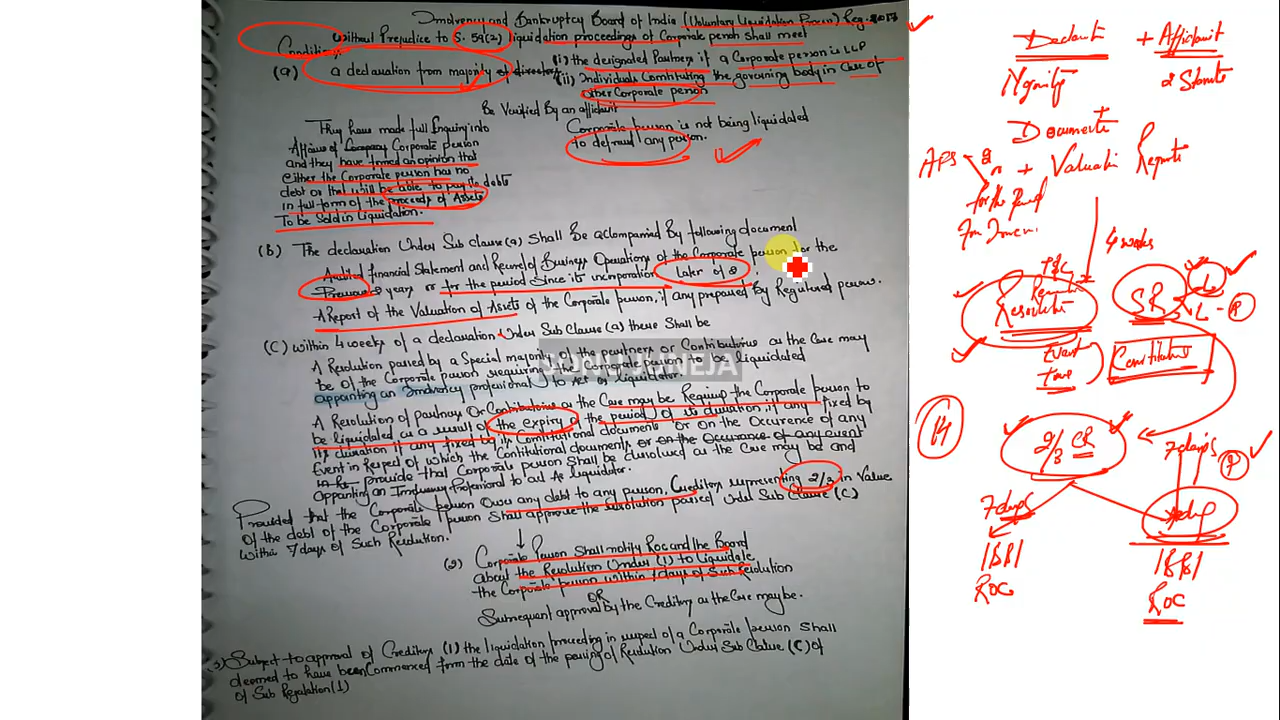 Insolvency and Bankruptcy Board of India (Voluntary Liquidation Process) Reg. 2017
Without Prejudice to S. 59(2) liquidation proceedings of Corporate person shall meet
Conditions
(a) a declaration from majority of directors
(i) the designated Partners if a Corporate person is LLP
(ii) Individuals Constituting the governing body in Case of
other Corporate person
Be Verified By an affidavit
They have made full Enquiry into
Affairs of Company Corporate person
and they have formed an opinion that
either the Corporate person has no
debt or that will be able to pay its debts
in full form of the proceeds of Assets
To be Sold in Liquidation.
Corporate person is not being liquidated
to defraud any person.
(b) The declaration Under Sub clause(a) shall Be accompanied By following document
Audited financial Statement and Record of Business Operations of the Corporate person for the
Previous 2 years or for the period Since its incorporation Later of 2
A Report of the Valuation of Assets of the Corporate person, if any prepared by Registered persons.
(C) within 4 weeks of a declaration Under Sub Clause (a) there Shall be
A Resolution passed by a Special majority of the partners or Contributories as the Case may
be of the Corporate person requiring the Corporate person to be liquidated
appointing an Insolvency professional to Act as liquidator.
A Resolution of partners Or Contributories as the Case may be Requiring the Corporate person to
be liquidated as a result of the expiry of the period of its duration, if any fixed by
its duration if any fixed by its Constitutional documents or on the Occurrence of any
Event in Respect of which the Constitutional documents or on the Occurance of any event
provide that Corporate person Shall be dissolved as the Case may be and
Appointing an Insolvency Professional to act as liquidator.
Provided that the Corporate person Owes any debt to any person, Creditors representing 2/3 in Value
Of the debt of the Corporate person Shall approve the resolution passed Under Sub Clause (C)
Within 7 days of Such Resolution.
(2) Corporate Person Shall notify Roc and the Board
about the Resolution Under (1) to Liquidate
the Corporate person within 7 days of Such Resolution
OR
Subsequent approval by the Creditors as the Case may be.
3) Subject to approval of Creditors (1) the liquidation proceeding in respect of a Corporate person Shall
deemed to have been Commenced from the date of the passing of Resolution Under Sub Clause (C) of
of Sub Regulation (1)
GOPU JUNEJA
+ Affidavit
Documents
+ Valuation Reports
for the Period
4 weeks
SR
Event
time
Constitution
2/3 CR
7 days
7 days
IBBI
ROC
IBBI
ROC